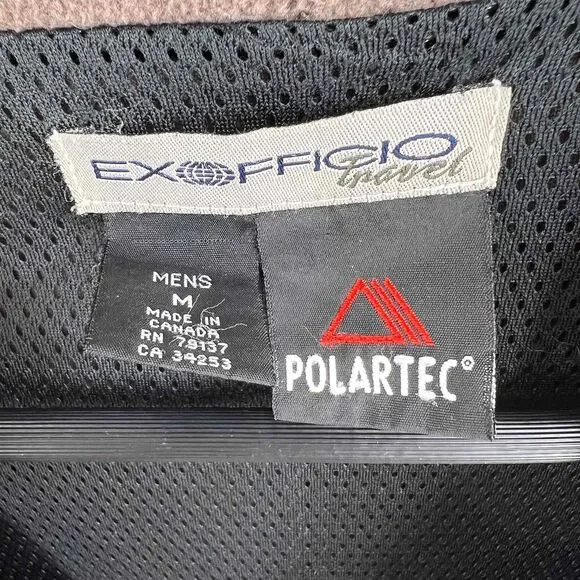 EXOFFICIO
Travel
MENS
M
MADE IN
CANADA
RN 79137
CA 34253
POLARTEC®